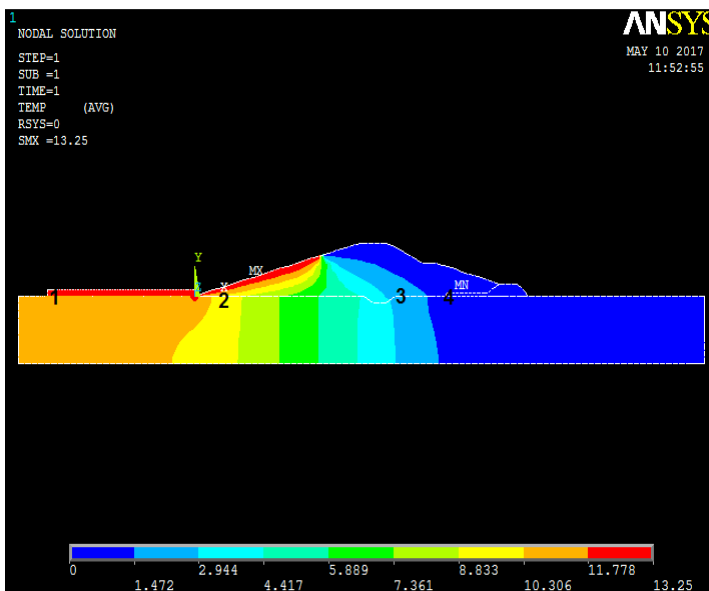 1
NODAL SOLUTION
STEP=1
SUB =1
TIME=1
TEMP (AVG)
RSYS=0
SMX =13.25
ANSYS
MAY 10 2017
11:52:55
Y
MX
X
1
2
3
4
MN
0 2.944 5.889 8.833 11.778
1.472 4.417 7.361 10.306 13.25